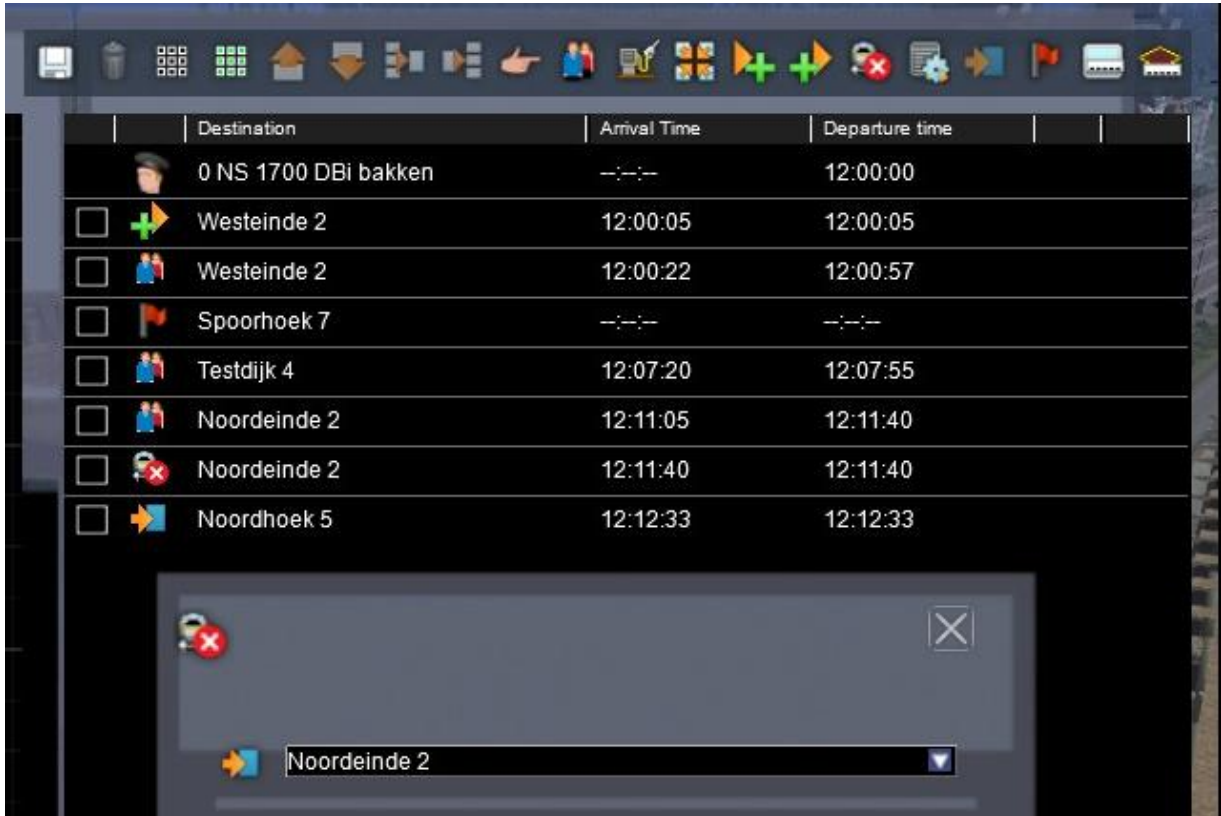 Destination Arrival Time Departure time
0 NS 1700 DBi bakken --:--:-- 12:00:00
Westeinde 2 12:00:05 12:00:05
Westeinde 2 12:00:22 12:00:57
Spoorhoek 7 --:--:-- --:--:--
Testdijk 4 12:07:20 12:07:55
Noordeinde 2 12:11:05 12:11:40
Noordeinde 2 12:11:40 12:11:40
Noordhoek 5 12:12:33 12:12:33
Noordeinde 2